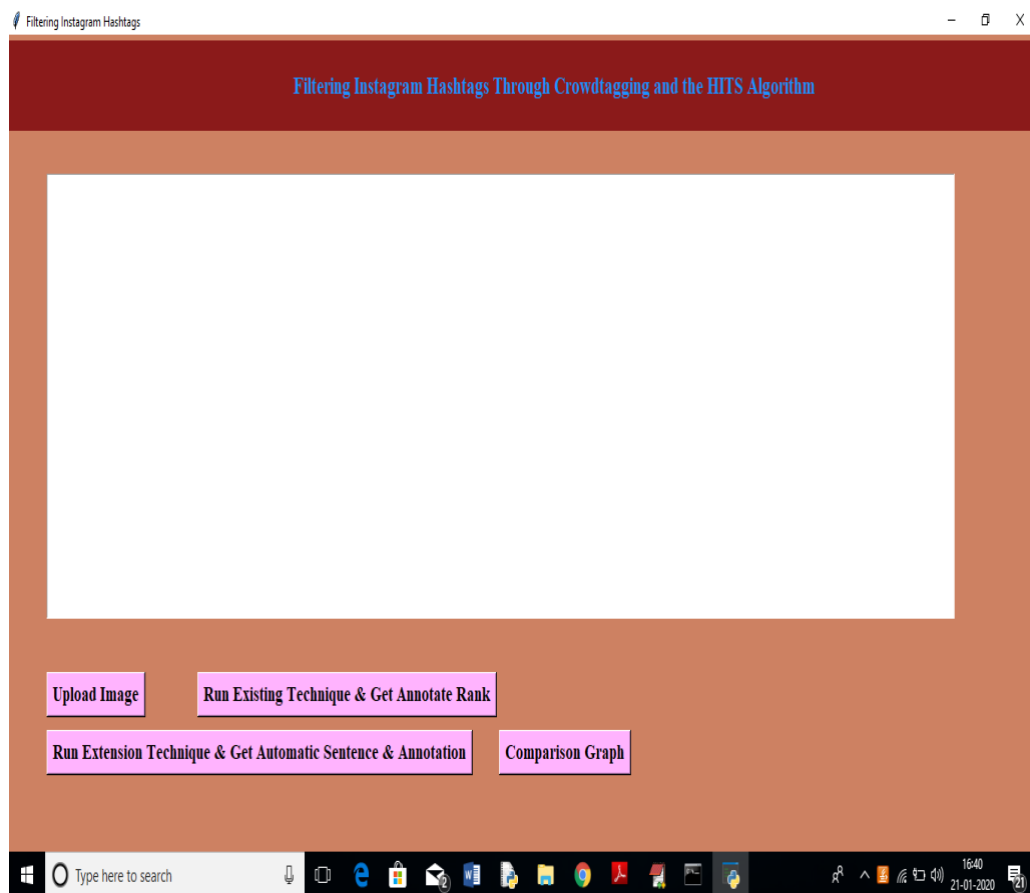 Filtering Instagram Hashtags
Filtering Instagram Hashtags Through Crowdtagging and the HITS Algorithm
Upload Image
Run Existing Technique & Get Annotate Rank
Run Extension Technique & Get Automatic Sentence & Annotation
Comparison Graph
Type here to search
2
16:40
21-01-2020
21